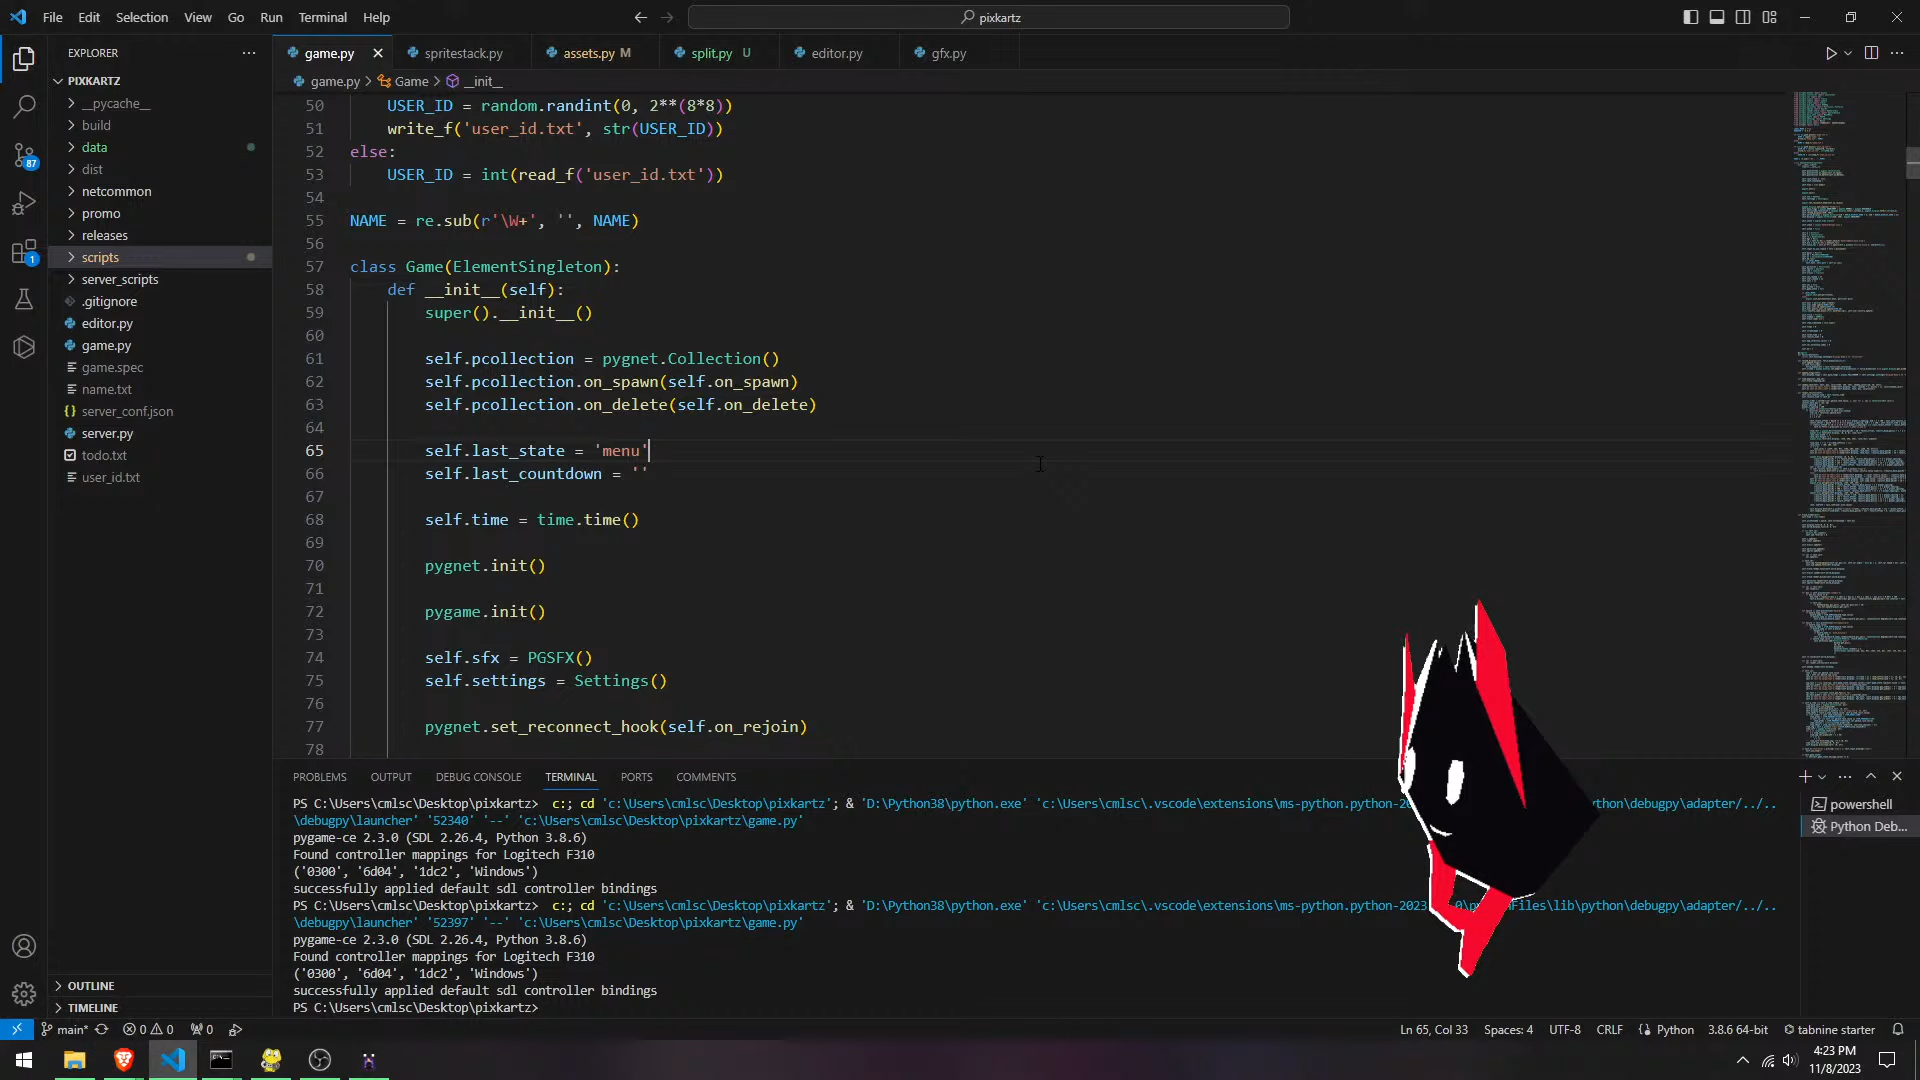 File Edit Selection View Go Run Terminal Help
pixkartz
EXPLORER
PIXKARTZ
__pycache__
build
data
dist
netcommon
promo
releases
scripts
server_scripts
.gitignore
editor.py
game.py
game.spec
name.txt
server_conf.json
server.py
todo.txt
user_id.txt
OUTLINE
TIMELINE
87
1
game.py spritestack.py assets.py M split.py U editor.py gfx.py
game.py > Game > __init__
50 USER_ID = random.randint(0, 2**(8*8))
51 write_f('user_id.txt', str(USER_ID))
52 else:
53 USER_ID = int(read_f('user_id.txt'))
54
55 NAME = re.sub(r'\W+', '', NAME)
56
57 class Game(ElementSingleton):
58 def __init__(self):
59 super().__init__()
60
61 self.pcollection = pygnet.Collection()
62 self.pcollection.on_spawn(self.on_spawn)
63 self.pcollection.on_delete(self.on_delete)
64
65 self.last_state = 'menu'
66 self.last_countdown = ''
67
68 self.time = time.time()
69
70 pygnet.init()
71
72 pygame.init()
73
74 self.sfx = PGSFX()
75 self.settings = Settings()
76
77 pygnet.set_reconnect_hook(self.on_rejoin)
78
PROBLEMS OUTPUT DEBUG CONSOLE TERMINAL PORTS COMMENTS
PS C:\Users\cmlsc\Desktop\pixkartz> c:; cd 'c:\Users\cmlsc\Desktop\pixkartz'; & 'D:\Python38\python.exe' 'c:\Users\cmlsc\.vscode\extensions\ms-python.python-20 ython\debugpy\adapter/../..
\debugpy\launcher' '52340' '--' 'c:\Users\cmlsc\Desktop\pixkartz\game.py'
pygame-ce 2.3.0 (SDL 2.26.4, Python 3.8.6)
Found controller mappings for Logitech F310
('0300', '6d04', '1dc2', 'Windows')
successfully applied default sdl controller bindings
PS C:\Users\cmlsc\Desktop\pixkartz> c:; cd 'c:\Users\cmlsc\Desktop\pixkartz'; & 'D:\Python38\python.exe' 'c:\Users\cmlsc\.vscode\extensions\ms-python.python-2023 0\p Files\lib\python\debugpy\adapter/../..
\debugpy\launcher' '52397' '--' 'c:\Users\cmlsc\Desktop\pixkartz\game.py'
pygame-ce 2.3.0 (SDL 2.26.4, Python 3.8.6)
Found controller mappings for Logitech F310
('0300', '6d04', '1dc2', 'Windows')
successfully applied default sdl controller bindings
PS C:\Users\cmlsc\Desktop\pixkartz>
powershell
Python Deb...
main* 0 0 0 Ln 65, Col 33 Spaces: 4 UTF-8 CRLF Python 3.8.6 64-bit tabnine starter
4:23 PM
11/8/2023